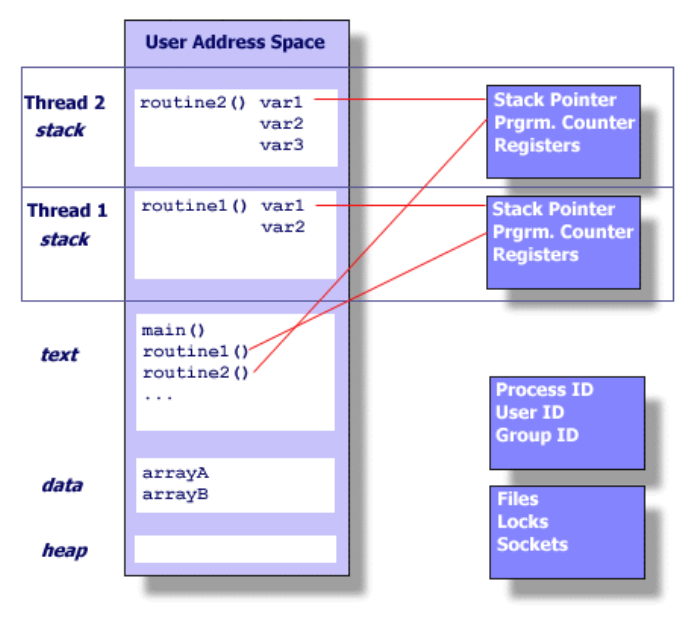 User Address Space
Thread 2
stack
routine2() var1
var2
var3
Stack Pointer
Prgrm. Counter
Registers
Thread 1
stack
routine1() var1
var2
Stack Pointer
Prgrm. Counter
Registers
text
main()
routine1()
routine2()
...
Process ID
User ID
Group ID
data
arrayA
arrayB
Files
Locks
Sockets
heap